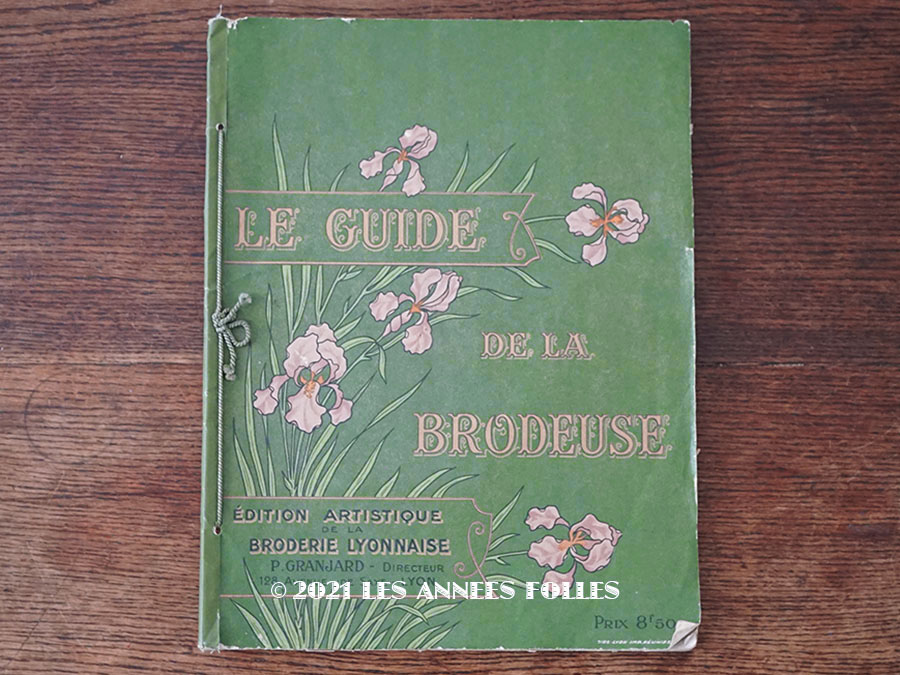 LE GUIDE
DE LA
BRODEUSE
ÉDITION ARTISTIQUE
DE LA
BRODERIE LYONNAISE
P. GRANJARD - DIRECTEUR
LYON
© 2021 LES ANNEES FOLLES
PRIX 8F50